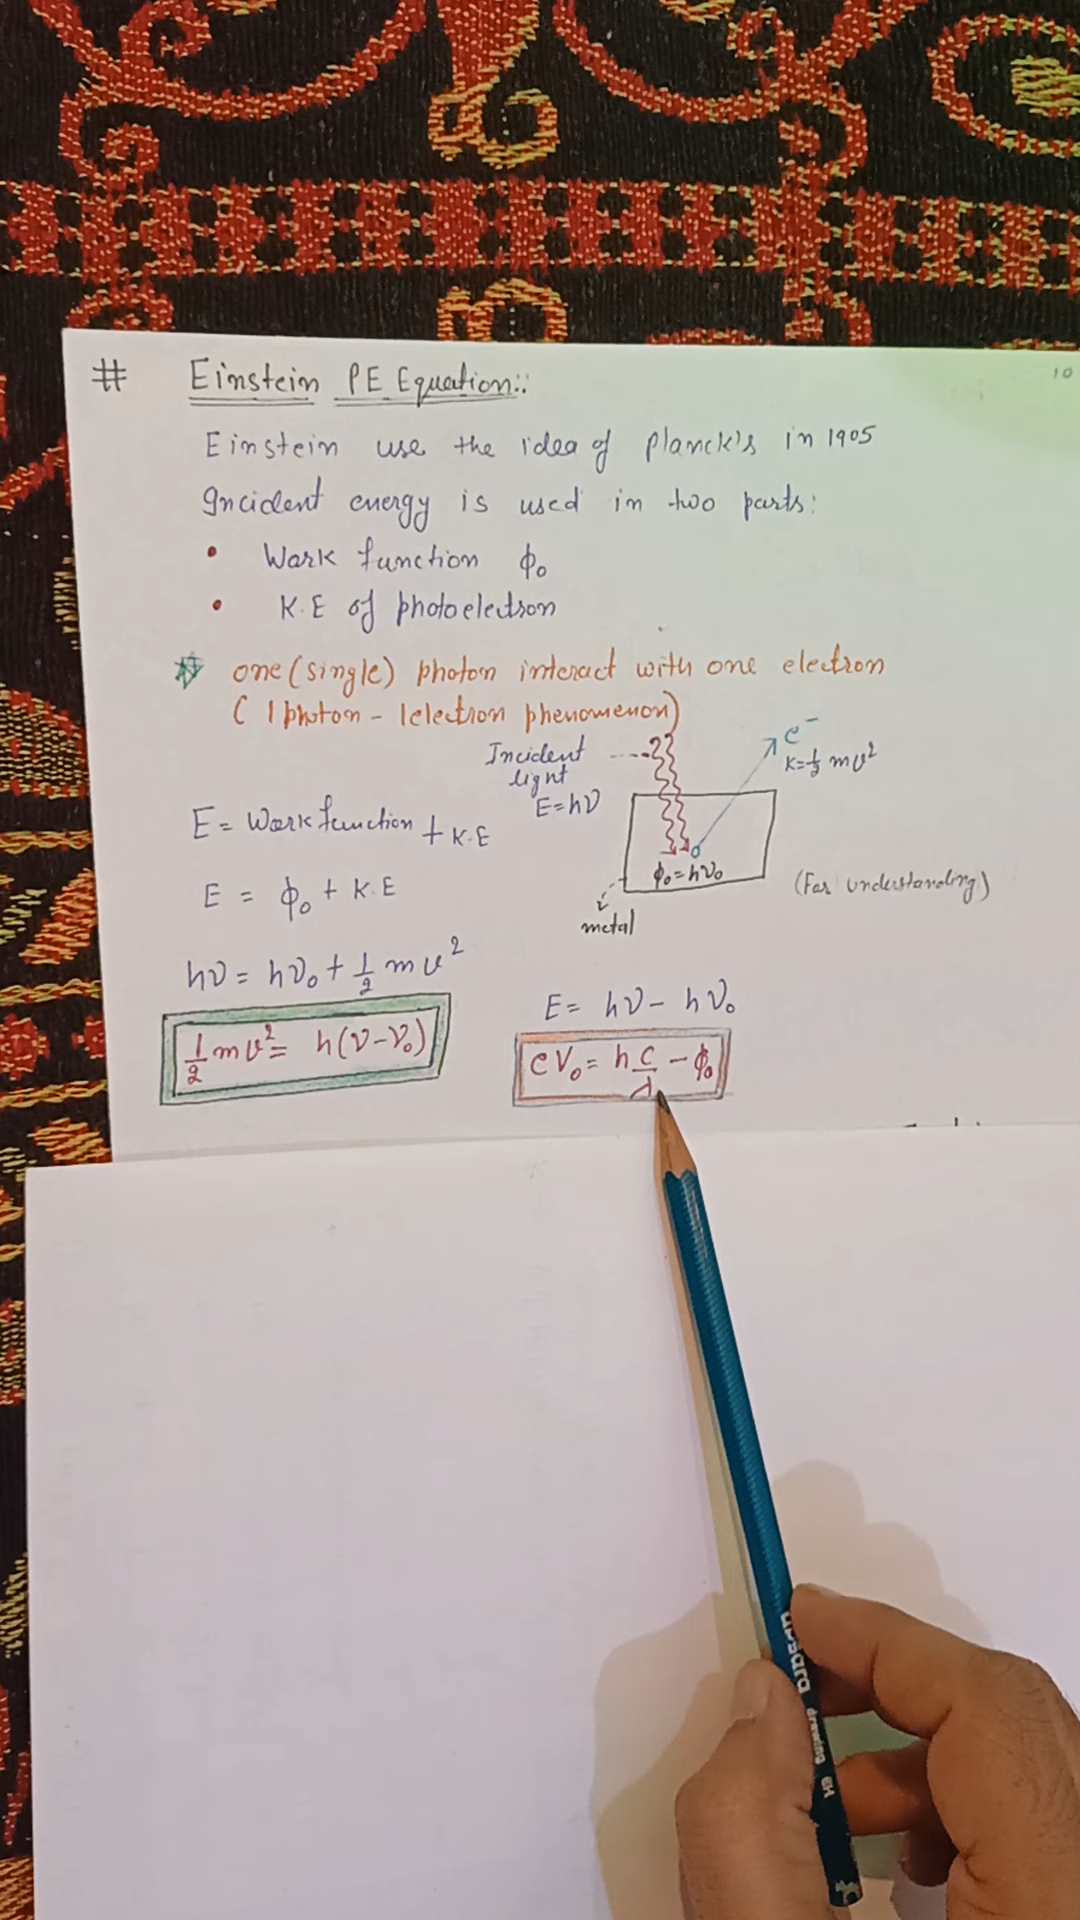 # Einstein PE Equation::
10
Einstein use the idea of planck's in 1905
Incident energy is used in two parts:
• Work function ϕ₀
• K.E of photoelectron
one (single) photon interact with one electron
( 1 photon - 1 electron phenomenon)
Incident light
E=hν
e⁻
K=½ mv²
ϕ₀=hν₀
metal
(For understanding)
E = Work function + K.E
E = ϕ₀ + K.E
hν = hν₀ + ½ mv²
½ mv² = h(ν-ν₀)
E = hν - hν₀
eV₀ = h c/λ - ϕ₀
drawing